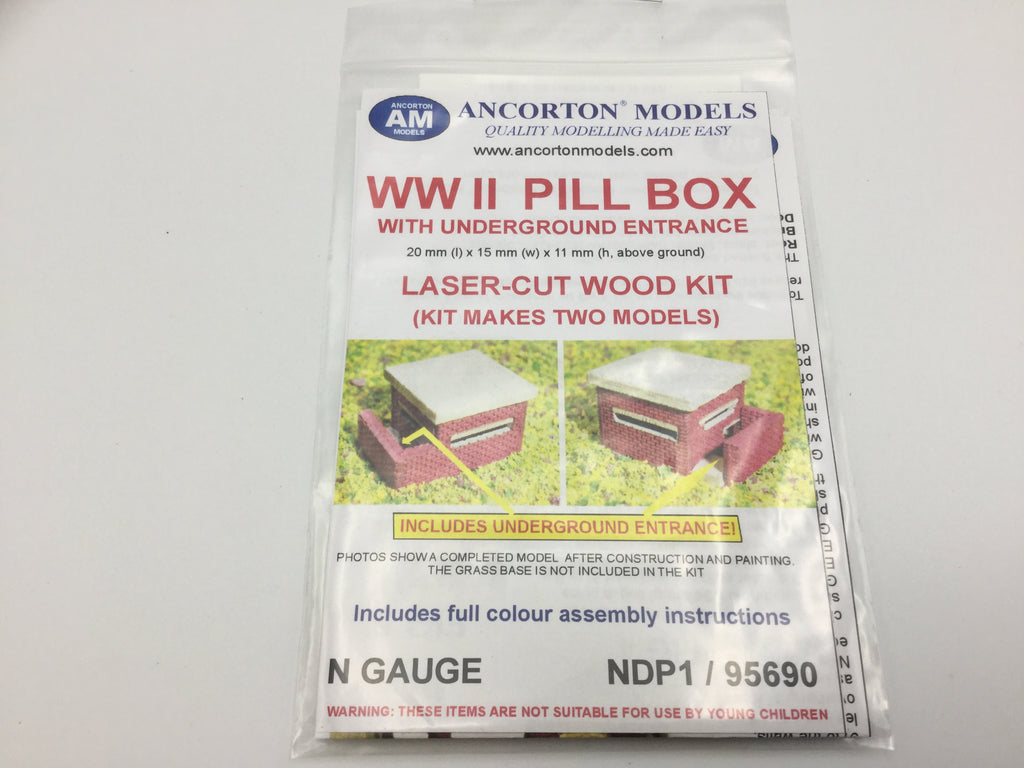 ANCORTON
AM
MODELS
ANCORTON® MODELS
QUALITY MODELLING MADE EASY
www.ancortonmodels.com
WW II PILL BOX
WITH UNDERGROUND ENTRANCE
20 mm (l) x 15 mm (w) x 11 mm (h, above ground)
LASER-CUT WOOD KIT
(KIT MAKES TWO MODELS)
INCLUDES UNDERGROUND ENTRANCE!
PHOTOS SHOW A COMPLETED MODEL AFTER CONSTRUCTION AND PAINTING.
THE GRASS BASE IS NOT INCLUDED IN THE KIT
Includes full colour assembly instructions
N GAUGE
NDP1 / 95690
WARNING: THESE ITEMS ARE NOT SUITABLE FOR USE BY YOUNG CHILDREN